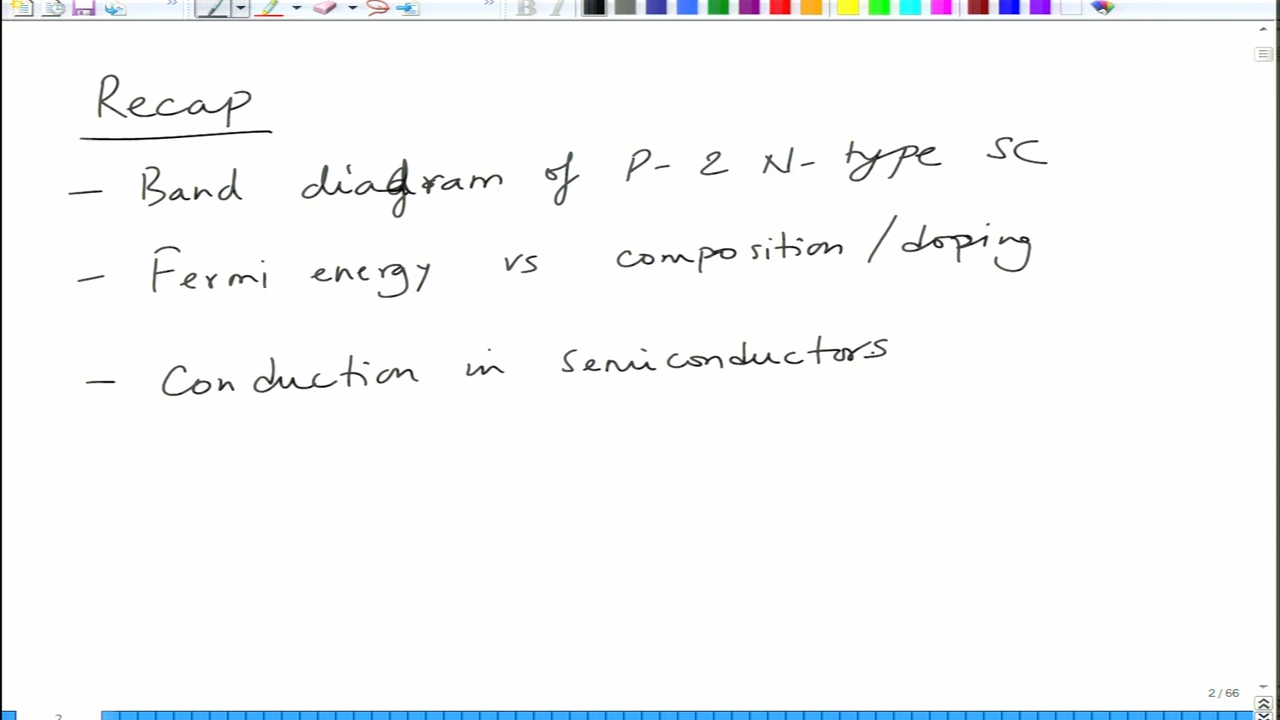 Recap
- Band diagram of P- & N- type SC
- Fermi energy vs composition / doping
- Conduction in semiconductors
2 / 66